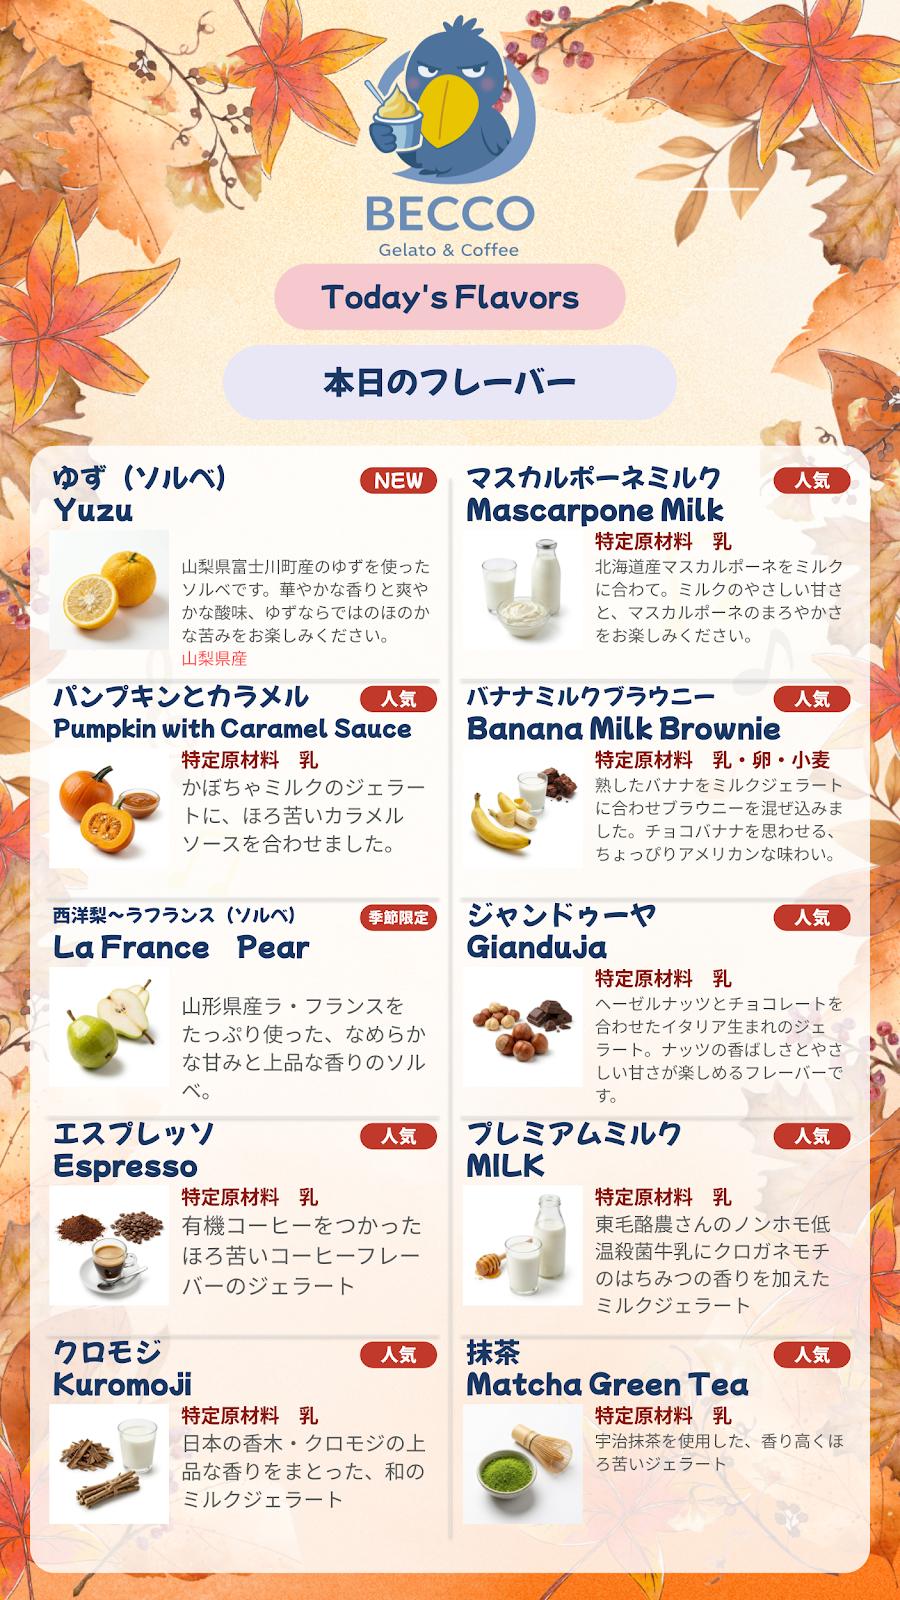 BECCO
Gelato & Coffee
Today's Flavors
本日のフレーバー
ゆず（ソルベ）
NEW
Yuzu
山梨県富士川町産のゆずを使った
ソルベです。華やかな香りと爽や
かな酸味、ゆずならではのほのか
な苦みをお楽しみください。
山梨県産
マスカルポーネミルク
人気
Mascarpone Milk
特定原材料　乳
北海道産マスカルポーネをミルク
に合わて。ミルクのやさしい甘さ
と、マスカルポーネのまろやかさ
をお楽しみください。
パンプキンとカラメル
人気
Pumpkin with Caramel Sauce
特定原材料　乳
かぼちゃミルクのジェラー
トに、ほろ苦いカラメル
ソースを合わせました。
バナナミルクブラウニー
人気
Banana Milk Brownie
特定原材料　乳・卵・小麦
熟したバナナをミルクジェラート
に合わせブラウニーを混ぜ込みま
した。チョコバナナを思わせる、
ちょっぴりアメリカンな味わい。
西洋梨～ラフランス（ソルベ）
季節限定
La France　Pear
山形県産ラ・フランスを
たっぷり使った、なめらか
な甘みと上品な香りのソル
ベ。
ジャンドゥーヤ
人気
Gianduja
特定原材料　乳
ヘーゼルナッツとチョコレートを
合わせたイタリア生まれのジェ
ラート。ナッツの香ばしさとやさ
しい甘さが楽しめるフレーバーで
す。
エスプレッソ
人気
Espresso
特定原材料　乳
有機コーヒーをつかった
ほろ苦いコーヒーフレー
バーのジェラート
プレミアムミルク
人気
MILK
特定原材料　乳
東毛酪農さんのノンホモ低
温殺菌牛乳にクロガネモチ
のはちみつの香りを加えた
ミルクジェラート
クロモジ
人気
Kuromoji
特定原材料　乳
日本の香木・クロモジの上
品な香りをまとった、和の
ミルクジェラート
抹茶
人気
Matcha Green Tea
特定原材料　乳
宇治抹茶を使用した、香り高くほ
ろ苦いジェラート